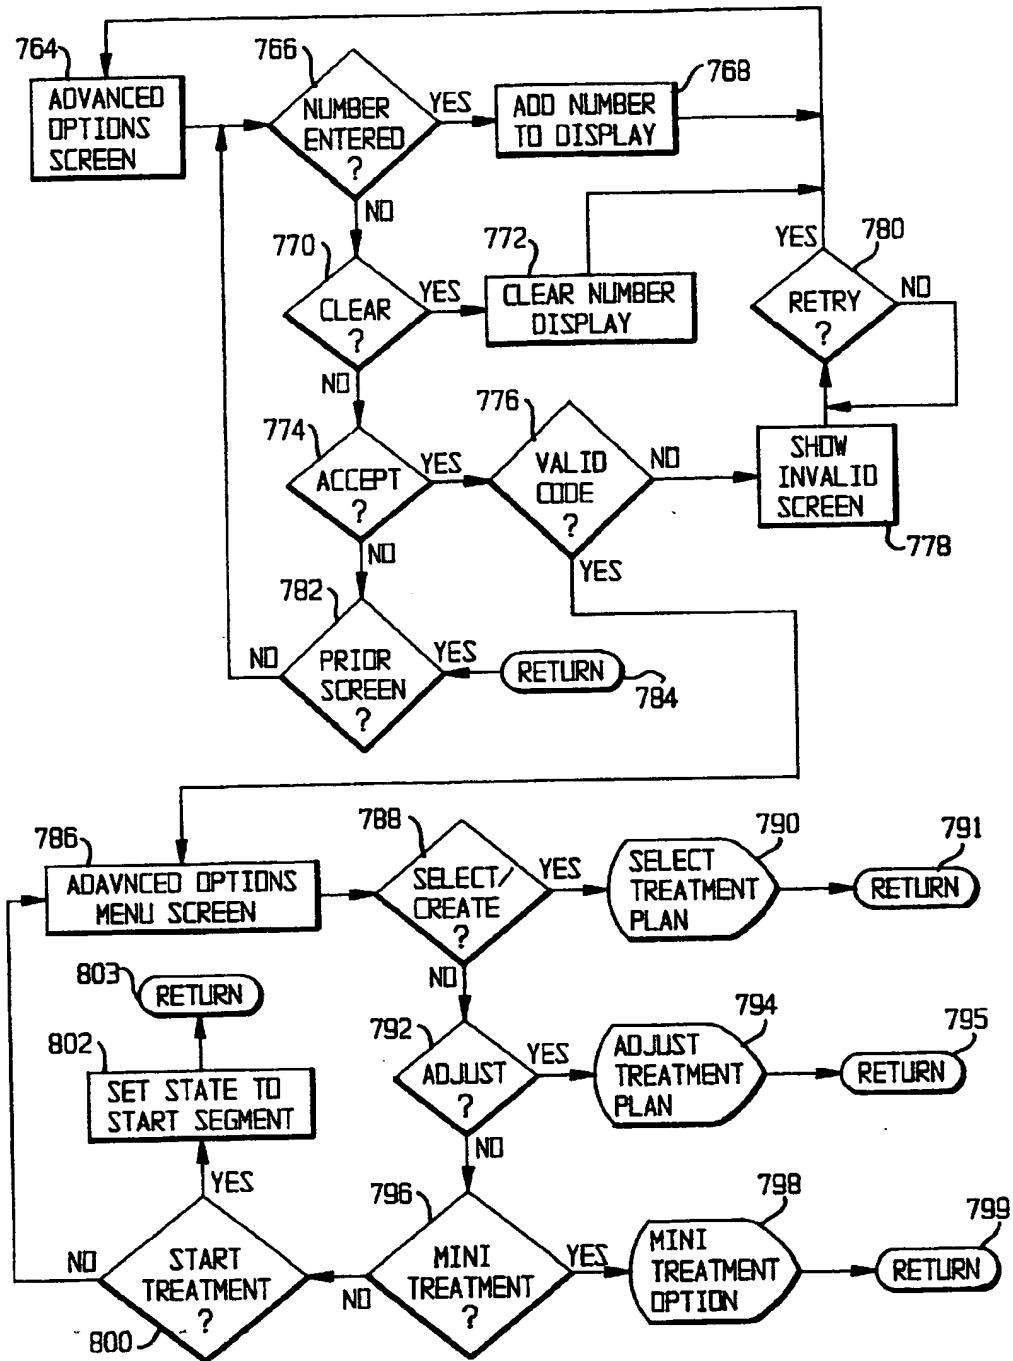 764
ADVANCED
OPTIONS
SCREEN
766
NUMBER
ENTERED
?
YES
ADD NUMBER
TO DISPLAY
768
NO
770
CLEAR
?
YES
772
CLEAR NUMBER
DISPLAY
YES
780
RETRY
?
NO
NO
774
ACCEPT
?
YES
776
VALID
CODE
?
NO
SHOW
INVALID
SCREEN
778
NO
YES
782
PRIOR
SCREEN
?
NO
YES
RETURN
784
786
ADAVNCED OPTIONS
MENU SCREEN
788
SELECT/
CREATE
?
YES
790
SELECT
TREATMENT
PLAN
791
RETURN
NO
803
RETURN
792
ADJUST
?
YES
794
ADJUST
TREATMENT
PLAN
795
RETURN
802
SET STATE TO
START SEGMENT
NO
YES
796
MINI
TREATMENT
?
YES
798
MINI
TREATMENT
OPTION
799
RETURN
NO
START
TREATMENT
?
NO
800